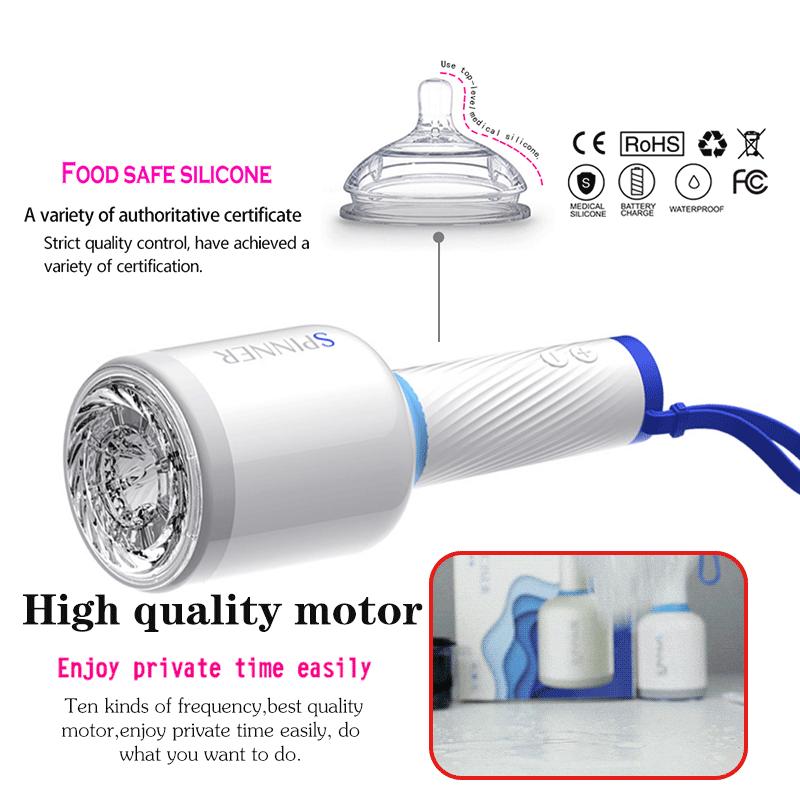 Use top-level medical silicone.
FOOD SAFE SILICONE
A variety of authoritative certificate
Strict quality control, have achieved a
variety of certification.
CE RoHS
S
MEDICAL
SILICONE
BATTERY
CHARGE
WATERPROOF
FC
SPINNER
High quality motor
Enjoy private time easily
Ten kinds of frequency,best quality
motor,enjoy private time easily, do
what you want to do.